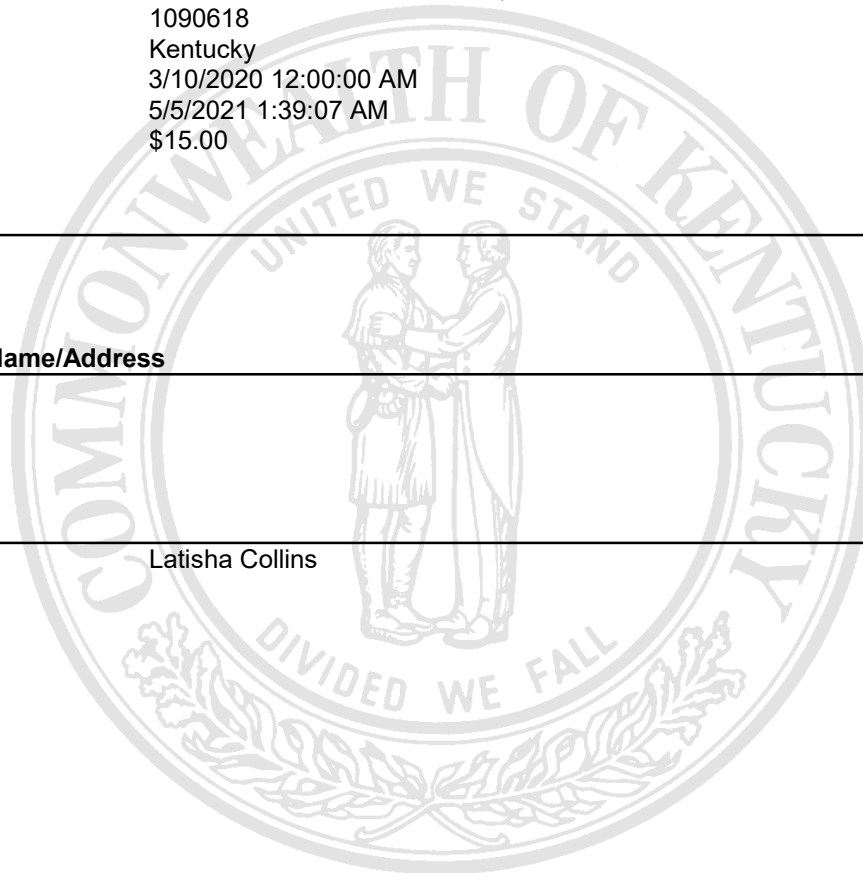 1090618
Kentucky
3/10/2020 12:00:00 AM
5/5/2021 1:39:07 AM
$15.00
COMMONWEALTH OF KENTUCKY
UNITED WE STAND
ame/Address
Latisha Collins
DIVIDED WE FALL